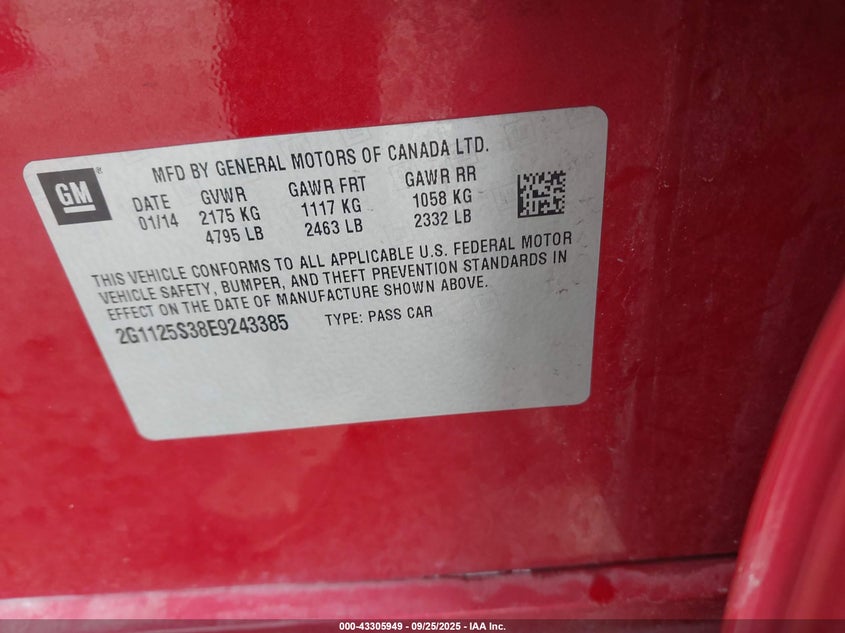 MFD BY GENERAL MOTORS OF CANADA LTD.
GM®
DATE GVWR GAWR FRT GAWR RR
01/14 2175 KG 1117 KG 1058 KG
4795 LB 2463 LB 2332 LB
THIS VEHICLE CONFORMS TO ALL APPLICABLE U.S. FEDERAL MOTOR
VEHICLE SAFETY, BUMPER, AND THEFT PREVENTION STANDARDS IN
EFFECT ON THE DATE OF MANUFACTURE SHOWN ABOVE.
2G1125S38E9243385 TYPE: PASS CAR
000-43305949 - 09/25/2025 - IAA Inc.